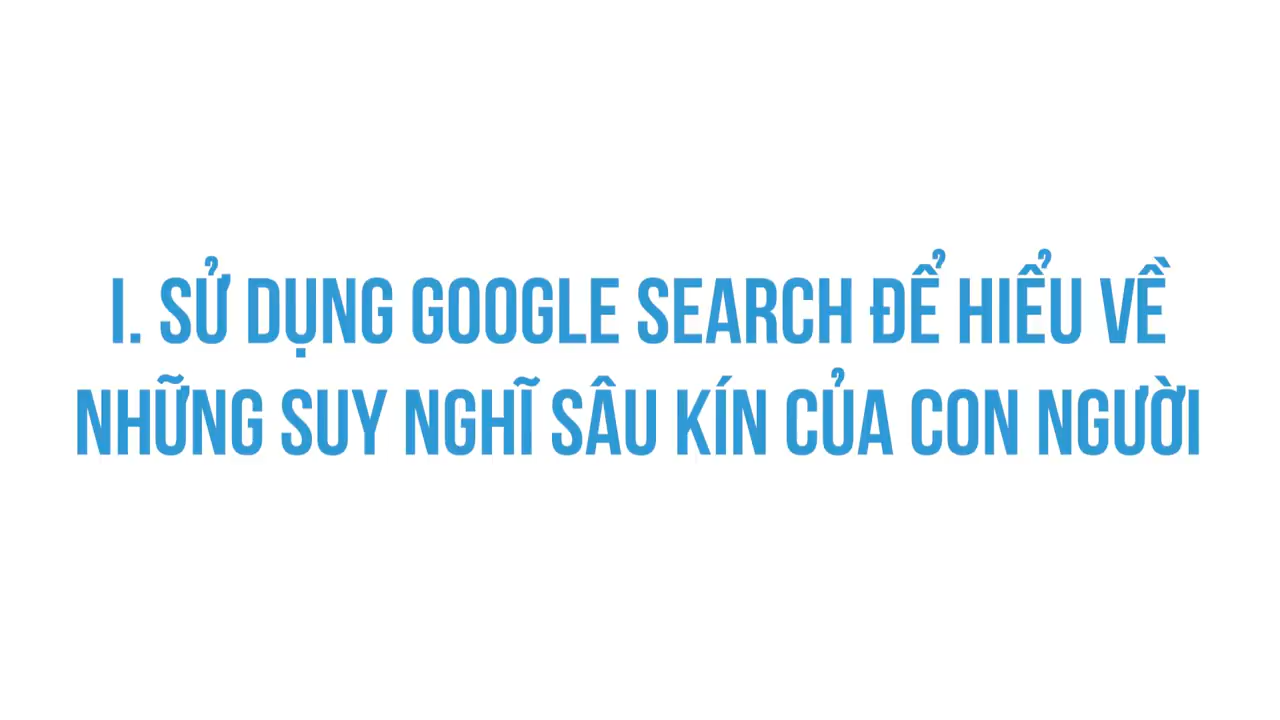 I. SỬ DỤNG GOOGLE SEARCH ĐỂ HIỂU VỀ
NHỮNG SUY NGHĨ SÂU KÍN CỦA CON NGƯỜI